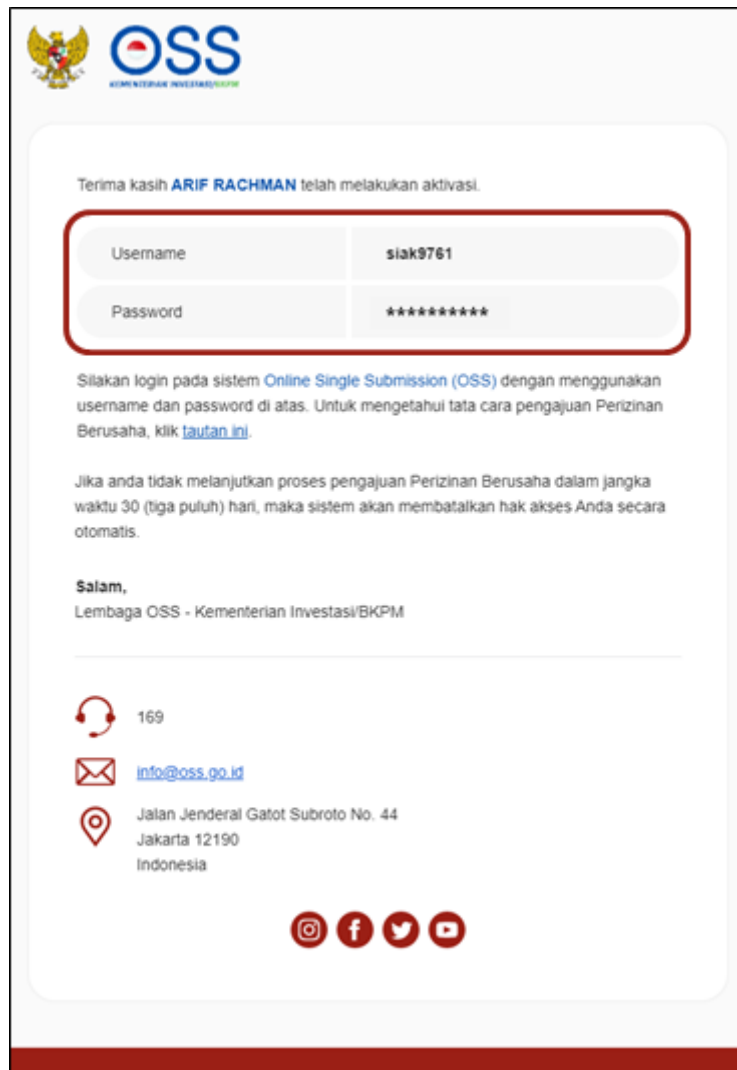 OSS
KEMENTERIAN INVESTASI/BKPM
Terima kasih ARIF RACHMAN telah melakukan aktivasi.
Username siak9761
Password **********
Silakan login pada sistem Online Single Submission (OSS) dengan menggunakan
username dan password di atas. Untuk mengetahui tata cara pengajuan Perizinan
Berusaha, klik tautan ini.
Jika anda tidak melanjutkan proses pengajuan Perizinan Berusaha dalam jangka
waktu 30 (tiga puluh) hari, maka sistem akan membatalkan hak akses Anda secara
otomatis.
Salam,
Lembaga OSS - Kementerian Investasi/BKPM
169
info@oss.go.id
Jalan Jenderal Gatot Subroto No. 44
Jakarta 12190
Indonesia